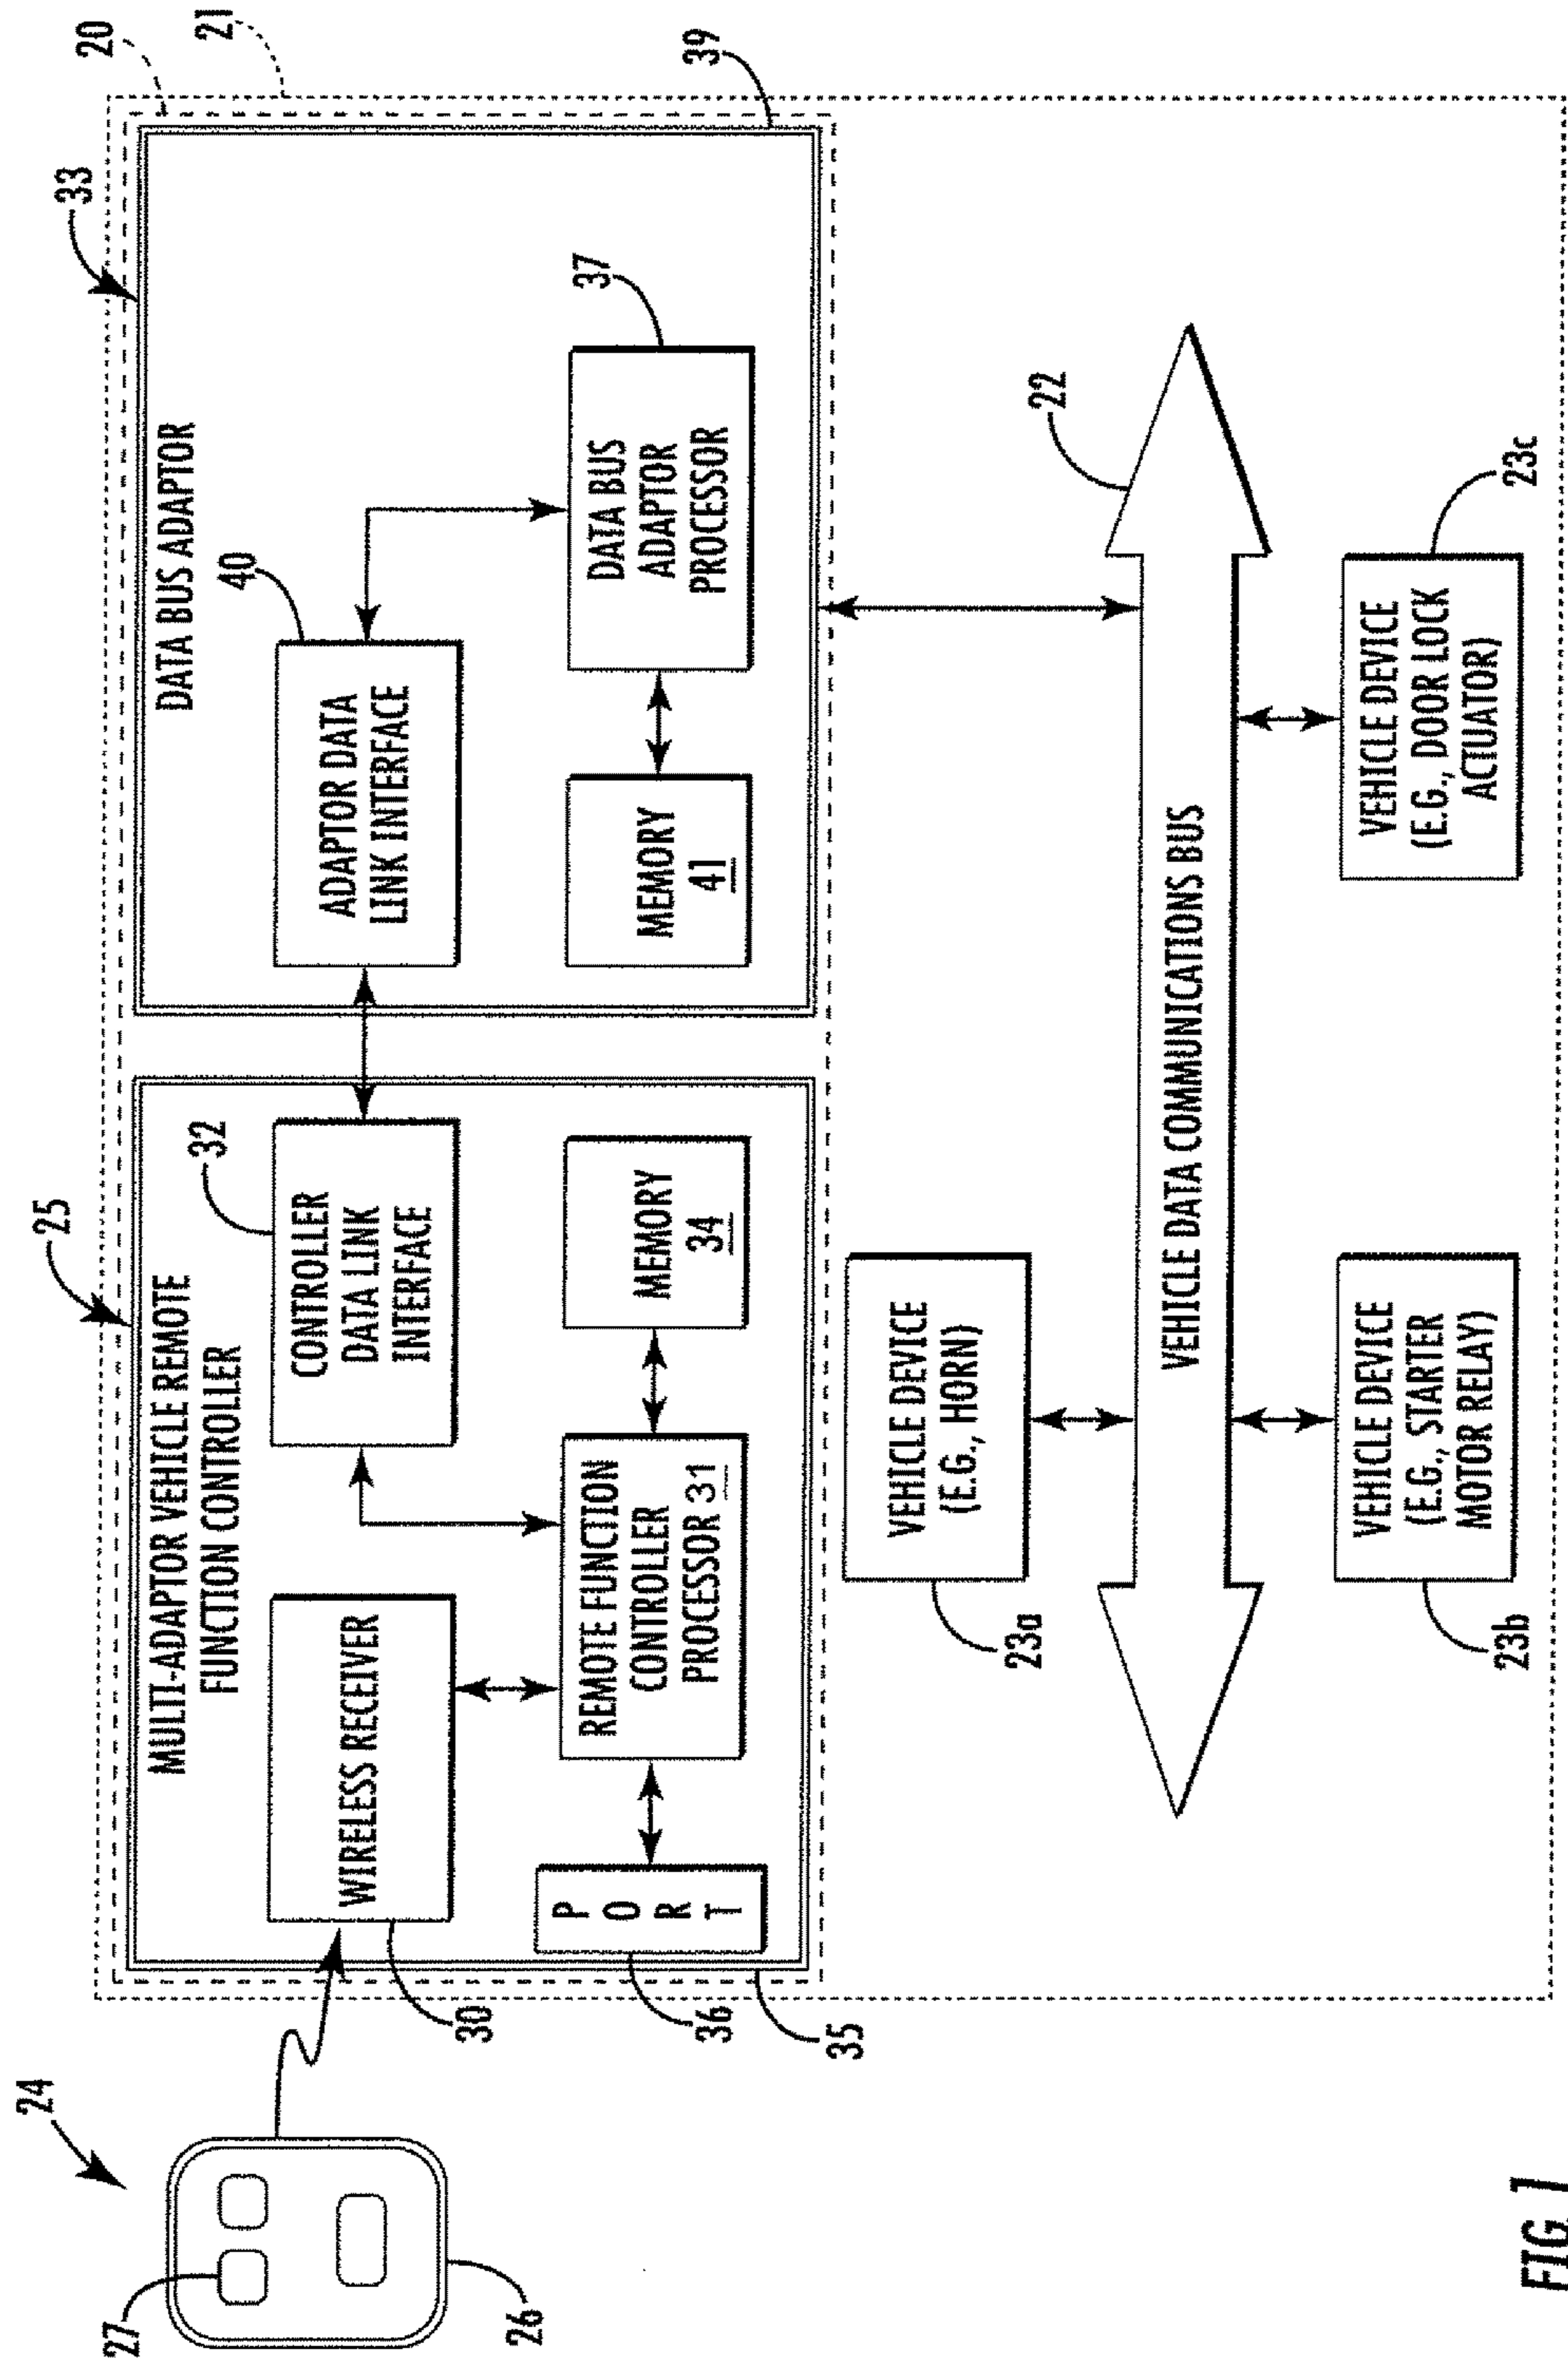 24
27
26
25
MULTI-ADAPTOR VEHICLE REMOTE
FUNCTION CONTROLLER
WIRELESS RECEIVER
30
CONTROLLER
DATA LINK
INTERFACE
32
P
O
R
T
36
35
REMOTE FUNCTION
CONTROLLER
PROCESSOR 31
MEMORY
34
33
20
21
DATA BUS ADAPTOR
40
ADAPTOR DATA
LINK INTERFACE
MEMORY
41
DATA BUS
ADAPTOR
PROCESSOR
37
39
VEHICLE DEVICE
(E.G., HORN)
23a
22
VEHICLE DATA COMMUNICATIONS BUS
VEHICLE DEVICE
(E.G., STARTER
MOTOR RELAY)
23b
VEHICLE DEVICE
(E.G., DOOR LOCK
ACTUATOR)
23c
FIG. 1